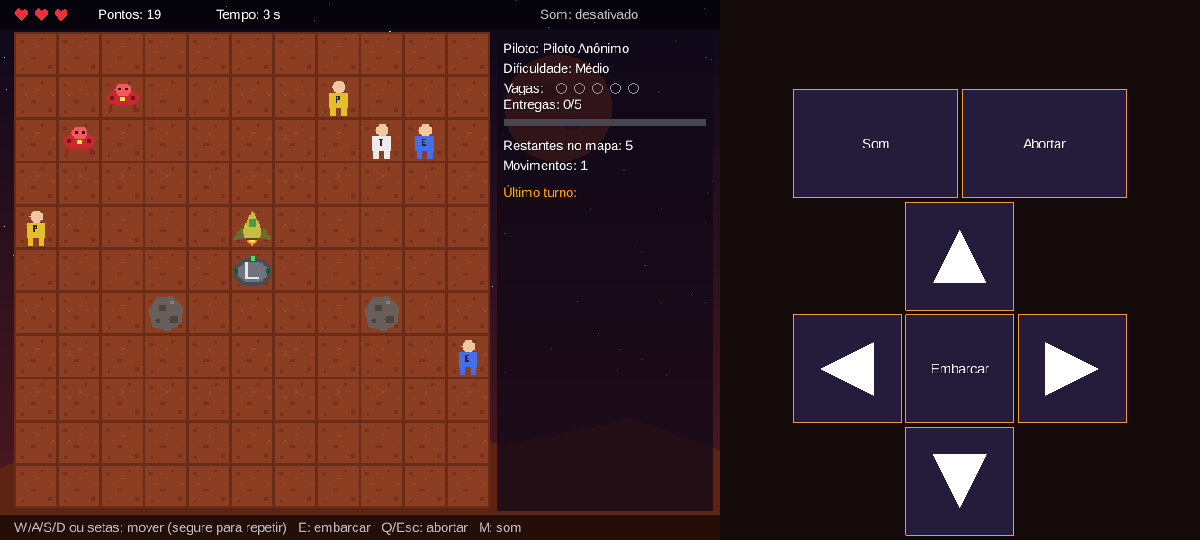 Pontos: 19
Tempo: 3 s
Som: desativado
Piloto: Piloto Anônimo
Dificuldade: Médio
Vagas:
Entregas: 0/5
Restantes no mapa: 5
Movimentos: 1
Último turno:
P
T
E
P
L
E
Som
Abortar
Embarcar
W/A/S/D ou setas: mover (segure para repetir) E: embarcar Q/Esc: abortar M: som